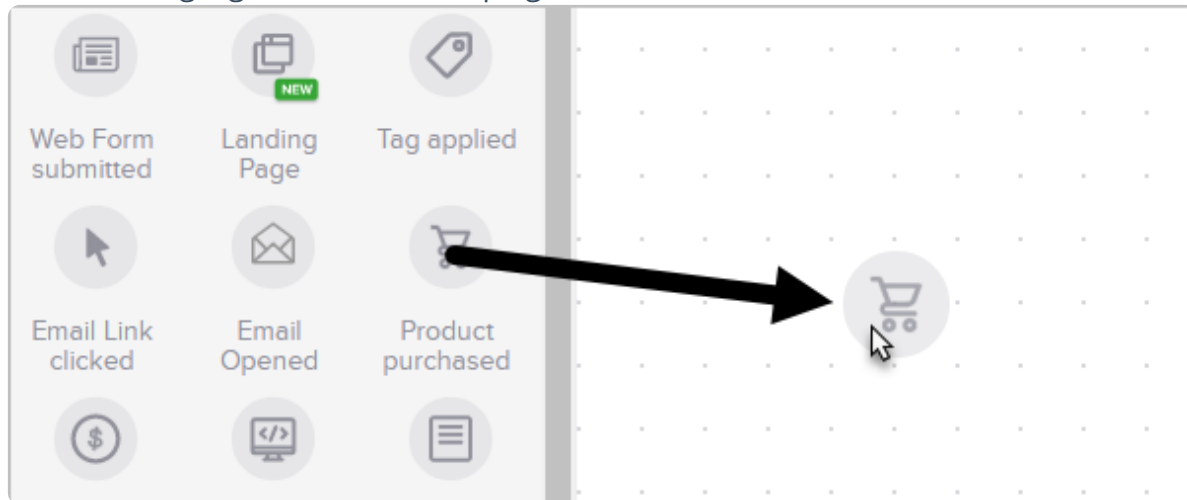 NEW
Web Form
submitted
Landing
Page
Tag applied
Email Link
clicked
Email
Opened
Product
purchased
$
</>